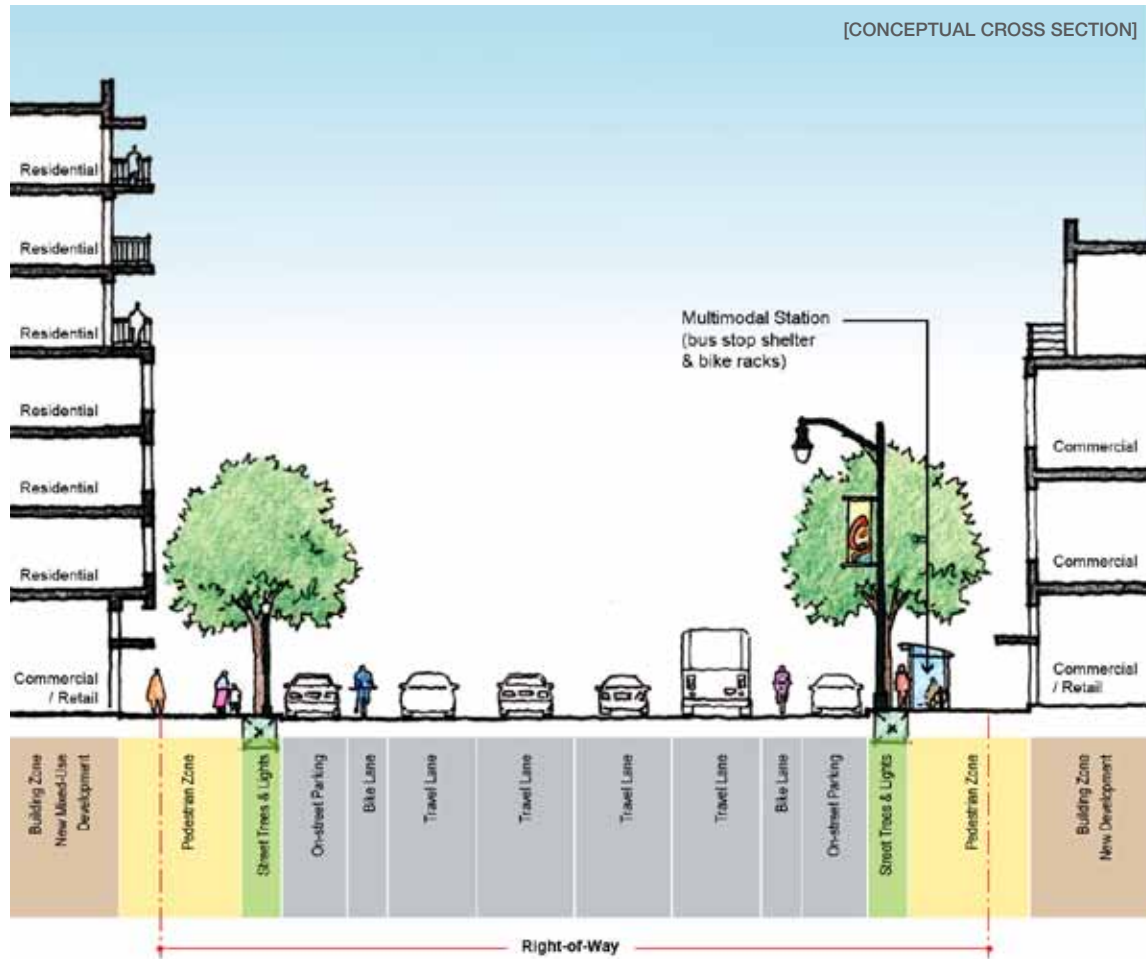 [CONCEPTUAL CROSS SECTION]
Residential
Residential
Residential
Residential
Residential
Residential
Commercial
/ Retail
Multimodal Station
(bus stop shelter
& bike racks)
Commercial
Commercial
Commercial
/ Retail
Building Zone
New Mixed-Use
Development
Pedestrian Zone
Street Trees & Lights
On-street Parking
Bike Lane
Travel Lane
Travel Lane
Travel Lane
Travel Lane
Bike Lane
On-street Parking
Street Trees & Lights
Pedestrian Zone
Building Zone
New Development
Right-of-Way